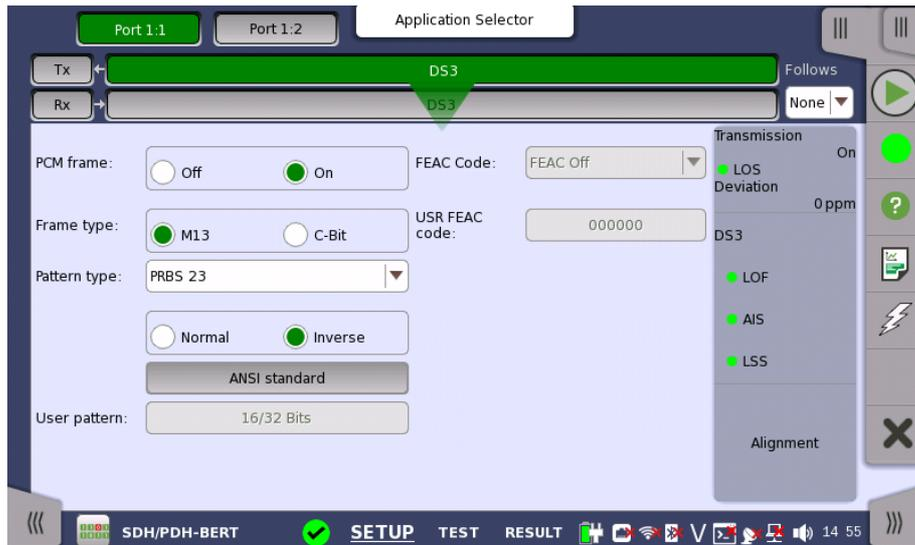 Application Selector
Port 1:1 Port 1:2
Tx DS3 Follows
Rx DS3 None
Transmission
On
LOS
Deviation
0 ppm
DS3
LOF
AIS
LSS
Alignment
PCM frame: Off On FEAC Code: FEAC Off
Frame type: M13 C-Bit USR FEAC code: 000000
Pattern type: PRBS 23
Normal Inverse
ANSI standard
User pattern: 16/32 Bits
SDH/PDH-BERT SETUP TEST RESULT V 14 55